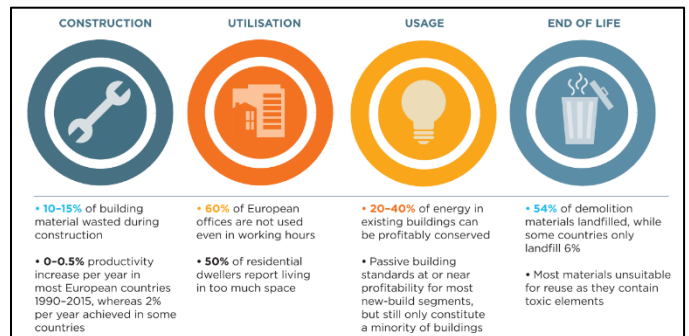 CONSTRUCTION
• 10–15% of building
material wasted during
construction
• 0–0.5% productivity
increase per year in
most European countries
1990–2015, whereas 2%
per year achieved in some
countries
UTILISATION
• 60% of European
offices are not used
even in working hours
• 50% of residential
dwellers report living
in too much space
USAGE
• 20–40% of energy in
existing buildings can
be profitably conserved
• Passive building
standards at or near
profitability for most
new-build segments,
but still only constitute
a minority of buildings
END OF LIFE
• 54% of demolition
materials landfilled, while
some countries only
landfill 6%
• Most materials unsuitable
for reuse as they contain
toxic elements